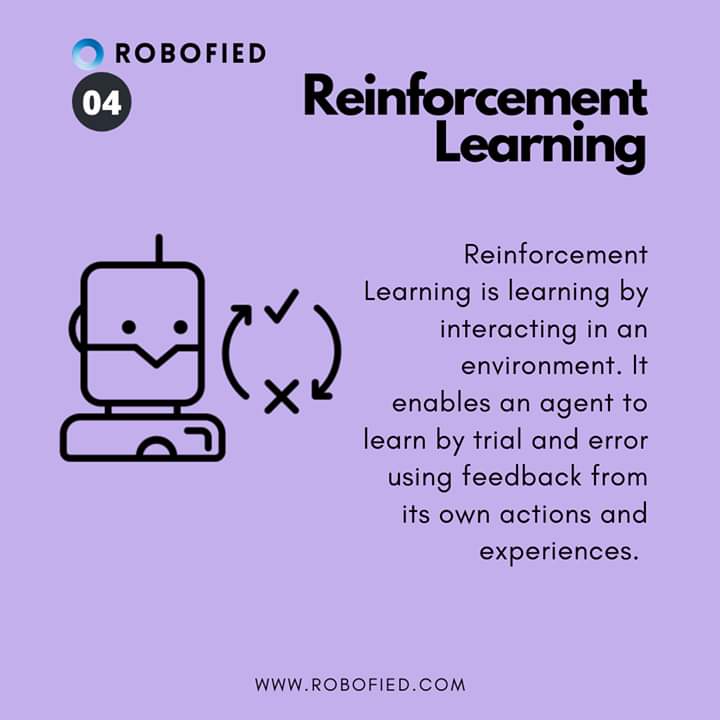 ROBOFIED
04
Reinforcement
Learning
Reinforcement
Learning is learning by
interacting in an
environment. It
enables an agent to
learn by trial and error
using feedback from
its own actions and
experiences.
WWW.ROBOFIED.COM